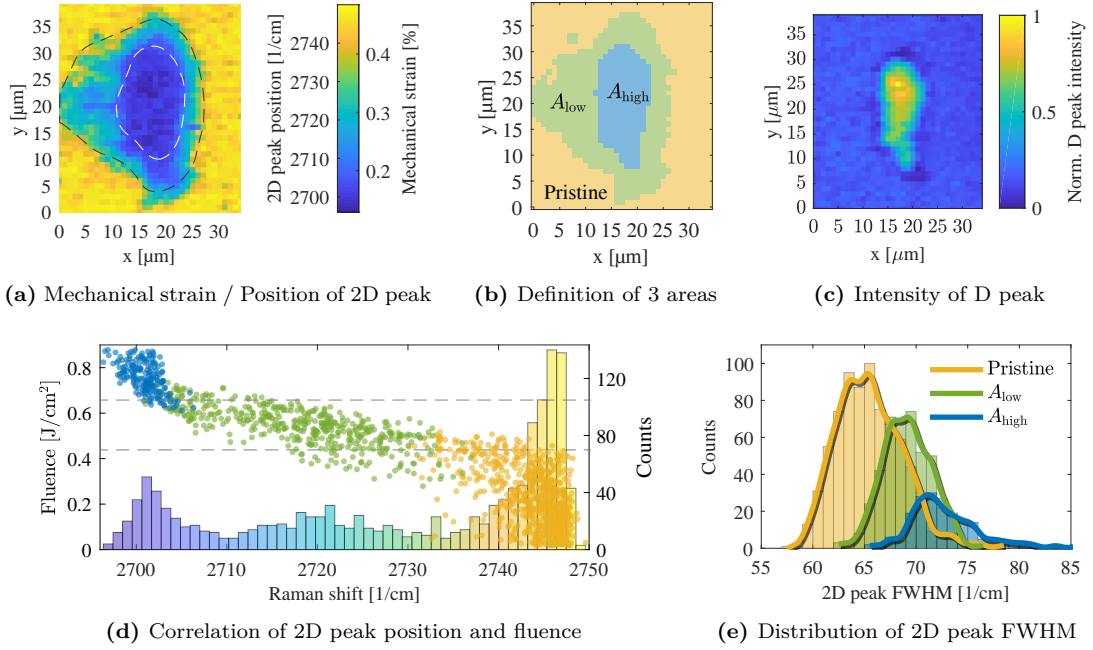 35
30
25
20
15
10
5
0
y [µm]
0 5 10 15 20 25 30
x [µm]
2740
2730
2720
2710
2700
2D peak position [1/cm]
0.4
0.3
0.2
Mechanical strain [%]
(a) Mechanical strain / Position of 2D peak
35
30
25
20
15
10
5
0
y [µm]
A_low
A_high
Pristine
0 5 10 15 20 25 30
x [µm]
(b) Definition of 3 areas
35
30
25
20
15
10
5
0
y [µm]
0 5 10 15 20 25 30
x [µm]
1
0.5
0
Norm. D peak intensity
(c) Intensity of D peak
0.8
0.6
0.4
0.2
0
Fluence [J/cm²]
120
80
40
0
Counts
2700 2710 2720 2730 2740 2750
Raman shift [1/cm]
(d) Correlation of 2D peak position and fluence
100
80
60
40
20
0
Counts
Pristine
A_low
A_high
55 60 65 70 75 80 85
2D peak FWHM [1/cm]
(e) Distribution of 2D peak FWHM